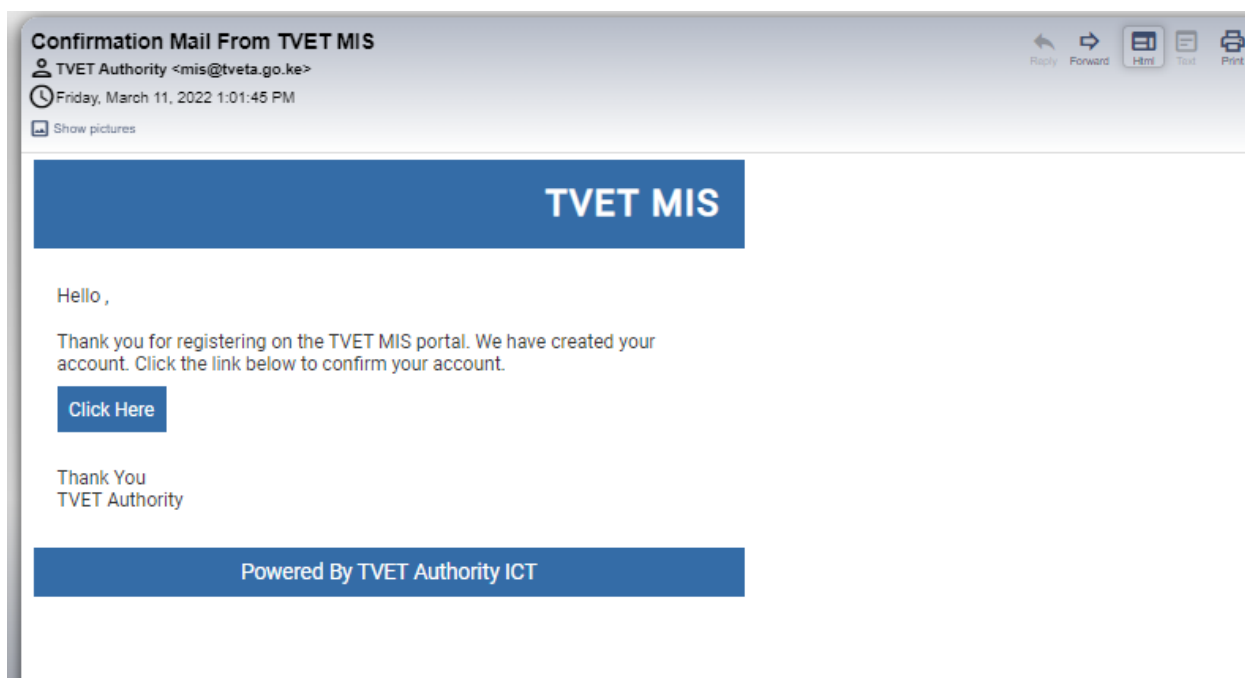 Confirmation Mail From TVET MIS
TVET Authority <mis@tveta.go.ke>
Friday, March 11, 2022 1:01:45 PM
Show pictures
Reply Forward Html Text Print
TVET MIS
Hello ,
Thank you for registering on the TVET MIS portal. We have created your
account. Click the link below to confirm your account.
Click Here
Thank You
TVET Authority
Powered By TVET Authority ICT